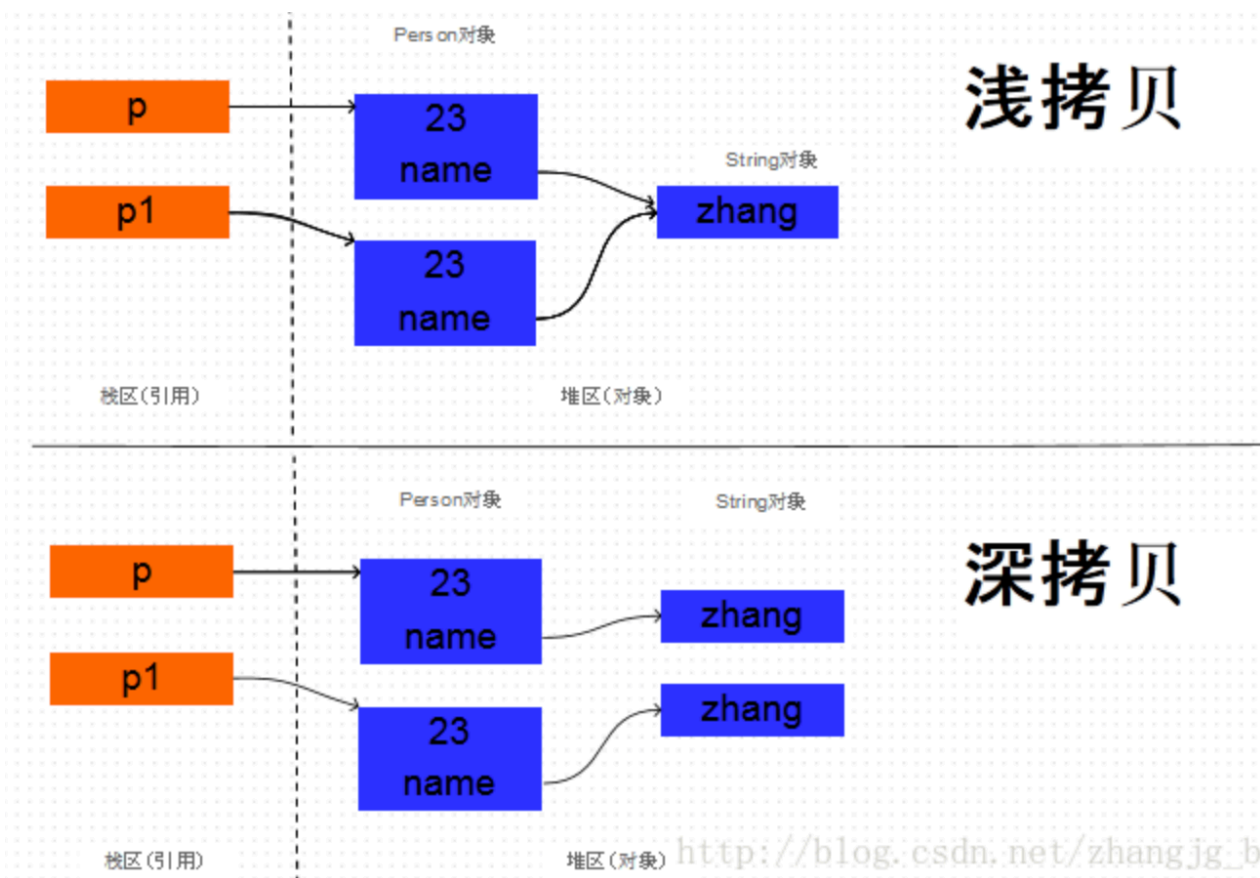 Person对象
浅拷贝
p
23
name
String对象
p1
zhang
23
name
栈区(引用)
堆区(对象)
Person对象
String对象
深拷贝
p
23
name
zhang
p1
zhang
23
name
栈区(引用)
堆区(对象)
http://blog.csdn.net/zhangjg_b